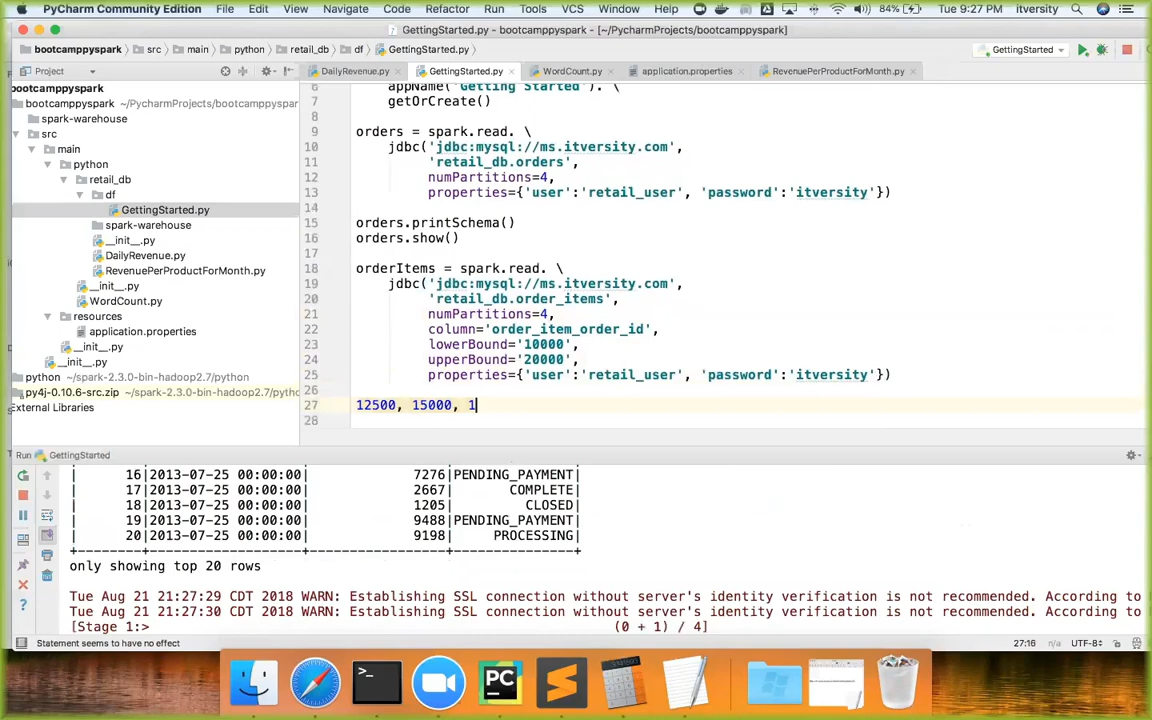 PyCharm Community Edition File Edit View Navigate Code Refactor Run Tools VCS Window Help 84% Tue 9:27 PM itversity
GettingStarted.py - bootcamppyspark - [~/PycharmProjects/bootcamppyspark]
bootcamppyspark src main python retail_db df GettingStarted.py GettingStarted
Project DailyRevenue.py GettingStarted.py WordCount.py application.properties RevenuePerProductForMonth.py
bootcamppyspark
bootcamppyspark ~/PycharmProjects/bootcamppyspar
spark-warehouse
src
main
python
retail_db
df
GettingStarted.py
spark-warehouse
__init__.py
DailyRevenue.py
RevenuePerProductForMonth.py
__init__.py
WordCount.py
resources
application.properties
__init__.py
__init__.py
python ~/spark-2.3.0-bin-hadoop2.7/python
py4j-0.10.6-src.zip ~/spark-2.3.0-bin-hadoop2.7/pytho
External Libraries
6 appName('Getting Started'). \
7 getOrCreate()
8
9 orders = spark.read. \
10 jdbc('jdbc:mysql://ms.itversity.com',
11 'retail_db.orders',
12 numPartitions=4,
13 properties={'user':'retail_user', 'password':'itversity'})
14
15 orders.printSchema()
16 orders.show()
17
18 orderItems = spark.read. \
19 jdbc('jdbc:mysql://ms.itversity.com',
20 'retail_db.order_items',
21 numPartitions=4,
22 column='order_item_order_id',
23 lowerBound='10000',
24 upperBound='20000',
25 properties={'user':'retail_user', 'password':'itversity'})
26
27 12500, 15000, 1
28
Run GettingStarted
| 16|2013-07-25 00:00:00| 7276|PENDING_PAYMENT|
| 17|2013-07-25 00:00:00| 2667| COMPLETE|
| 18|2013-07-25 00:00:00| 1205| CLOSED|
| 19|2013-07-25 00:00:00| 9488|PENDING_PAYMENT|
| 20|2013-07-25 00:00:00| 9198| PROCESSING|
+--------+-------------------+-----------------+---------------+
only showing top 20 rows
Tue Aug 21 21:27:29 CDT 2018 WARN: Establishing SSL connection without server's identity verification is not recommended. According to
Tue Aug 21 21:27:30 CDT 2018 WARN: Establishing SSL connection without server's identity verification is not recommended. According to
[Stage 1:> (0 + 1) / 4]
Statement seems to have no effect 27:16 n/a UTF-8
PC